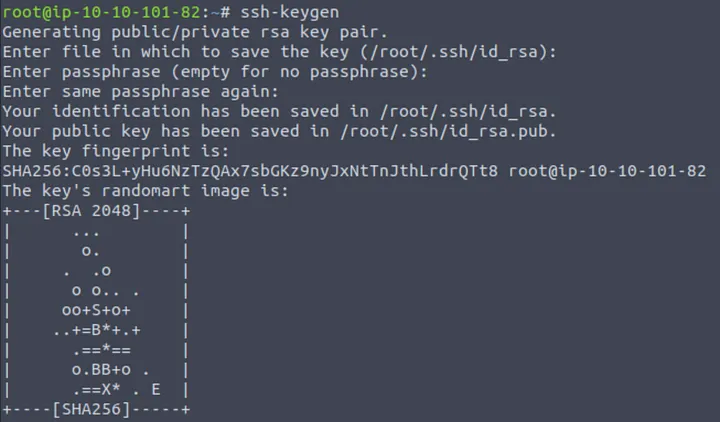 root@ip-10-10-101-82:~# ssh-keygen
Generating public/private rsa key pair.
Enter file in which to save the key (/root/.ssh/id_rsa):
Enter passphrase (empty for no passphrase):
Enter same passphrase again:
Your identification has been saved in /root/.ssh/id_rsa.
Your public key has been saved in /root/.ssh/id_rsa.pub.
The key fingerprint is:
SHA256:C0s3L+yHu6NzTzQAx7sbGKz9nyJxNtTnJthLrdrQTt8 root@ip-10-10-101-82
The key's randomart image is:
+---[RSA 2048]----+
|      ...        |
|       o.        |
|     .  .o       |
|      o o.. .    |
|     oo+S+o+     |
|    ..+=B*+.+    |
|      .==*==     |
|      o.BB+o .   |
|      .==X* . E  |
+----[SHA256]-----+